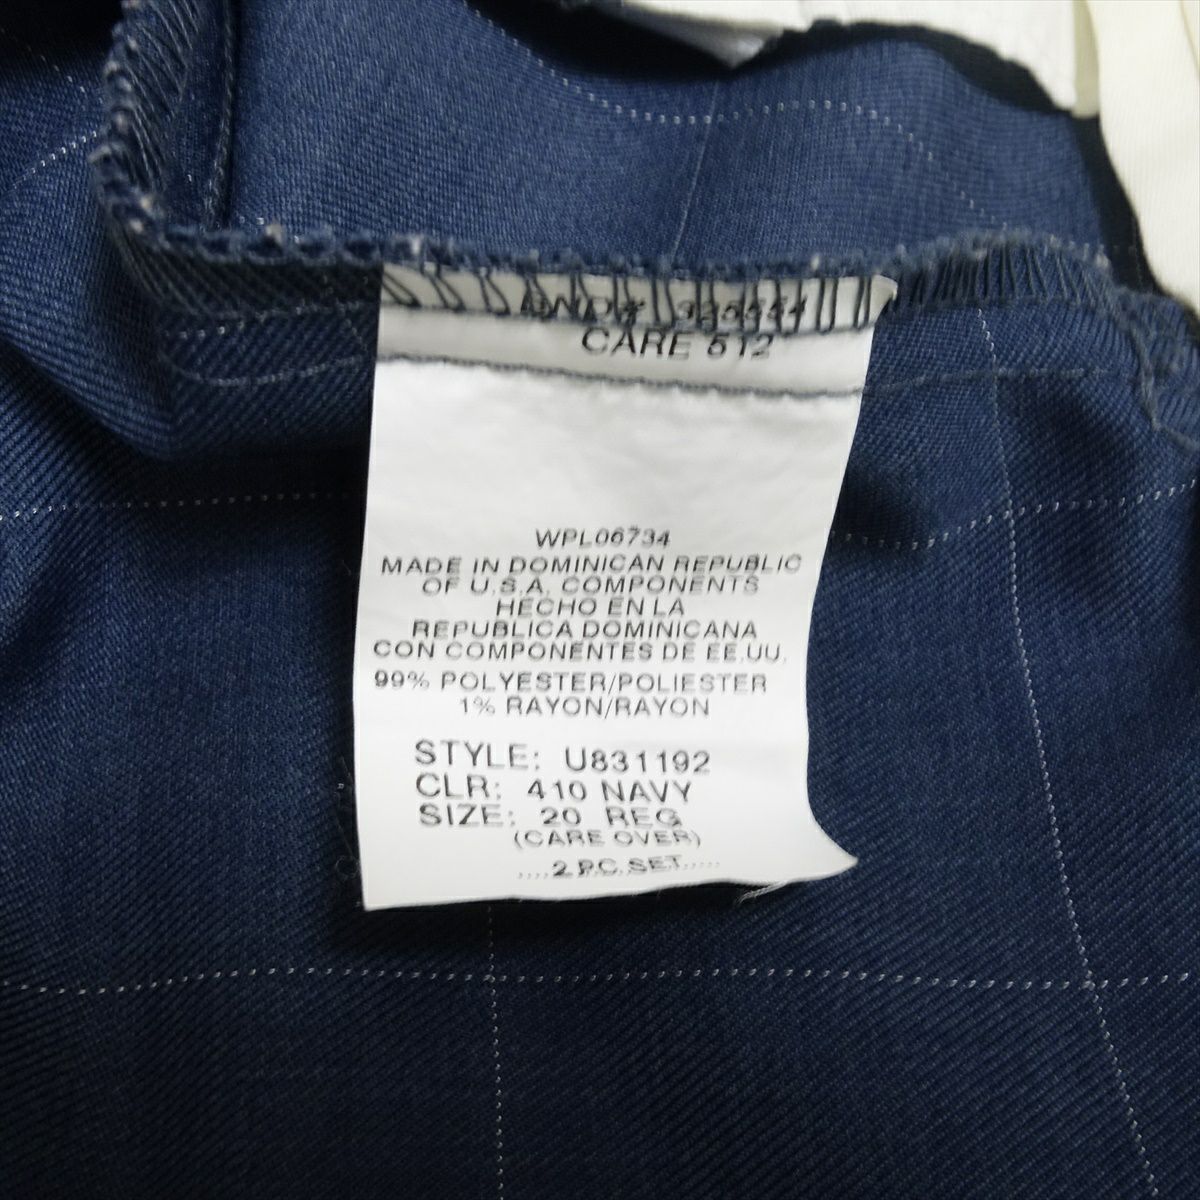 CARE 512
WPL06734
MADE IN DOMINICAN REPUBLIC
OF U.S.A. COMPONENTS
HECHO EN LA
REPUBLICA DOMINICANA
CON COMPONENTES DE EE.UU.
99% POLYESTER/POLIESTER
1% RAYON/RAYON
STYLE: U831192
CLR: 410 NAVY
SIZE: 20 REG
(CARE OVER)
....2 P.C. SET.....